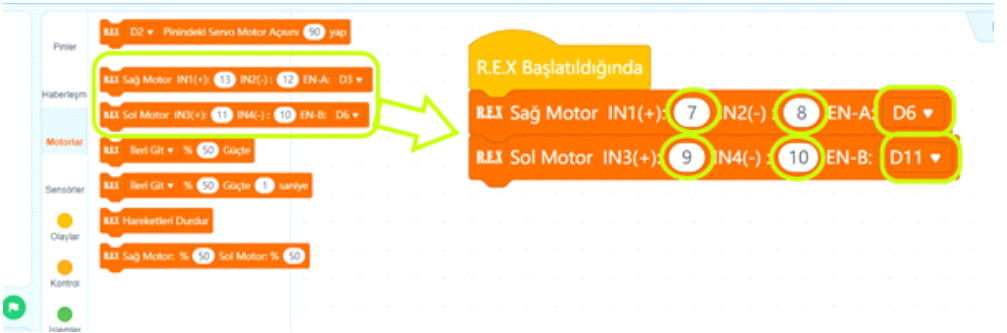 Pinler
Haberleşm
Motorlar
Sensörler
Olaylar
Kontrol
İşlemler
R.E.X D2 ▾ Pinindeki Servo Motor Açısını 90 yap
R.E.X Sağ Motor IN1(+): 13 IN2(-) : 12 EN-A: D3 ▾
R.E.X Sol Motor IN3(+): 11 IN4(-) : 10 EN-B: D6 ▾
R.E.X İleri Git ▾ % 50 Güçte
R.E.X İleri Git ▾ % 50 Güçte 1 saniye
R.E.X Hareketleri Durdur
R.E.X Sağ Motor: % 50 Sol Motor: % 50
R.E.X Başlatıldığında
R.E.X Sağ Motor IN1(+): 7 IN2(-) : 8 EN-A: D6 ▾
R.E.X Sol Motor IN3(+): 9 IN4(-) : 10 EN-B: D11 ▾